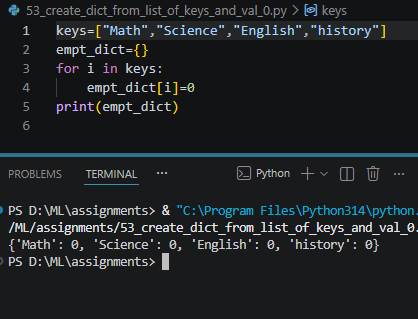 53_create_dict_from_list_of_keys_and_val_0.py > keys
1 keys=["Math","Science","English","history"]
2 empt_dict={}
3 for i in keys:
4     empt_dict[i]=0
5 print(empt_dict)
6
PROBLEMS TERMINAL ... Python
PS D:\ML\assignments> & "C:\Program Files\Python314\python.
/ML/assignments/53_create_dict_from_list_of_keys_and_val_0.
{'Math': 0, 'Science': 0, 'English': 0, 'history': 0}
PS D:\ML\assignments>